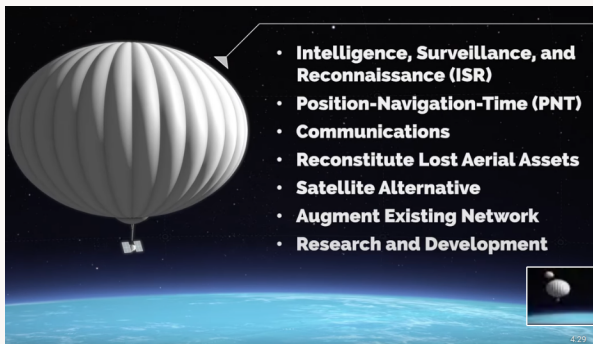 • Intelligence, Surveillance, and
Reconnaissance (ISR)
• Position-Navigation-Time (PNT)
• Communications
• Reconstitute Lost Aerial Assets
• Satellite Alternative
• Augment Existing Network
• Research and Development
4:29